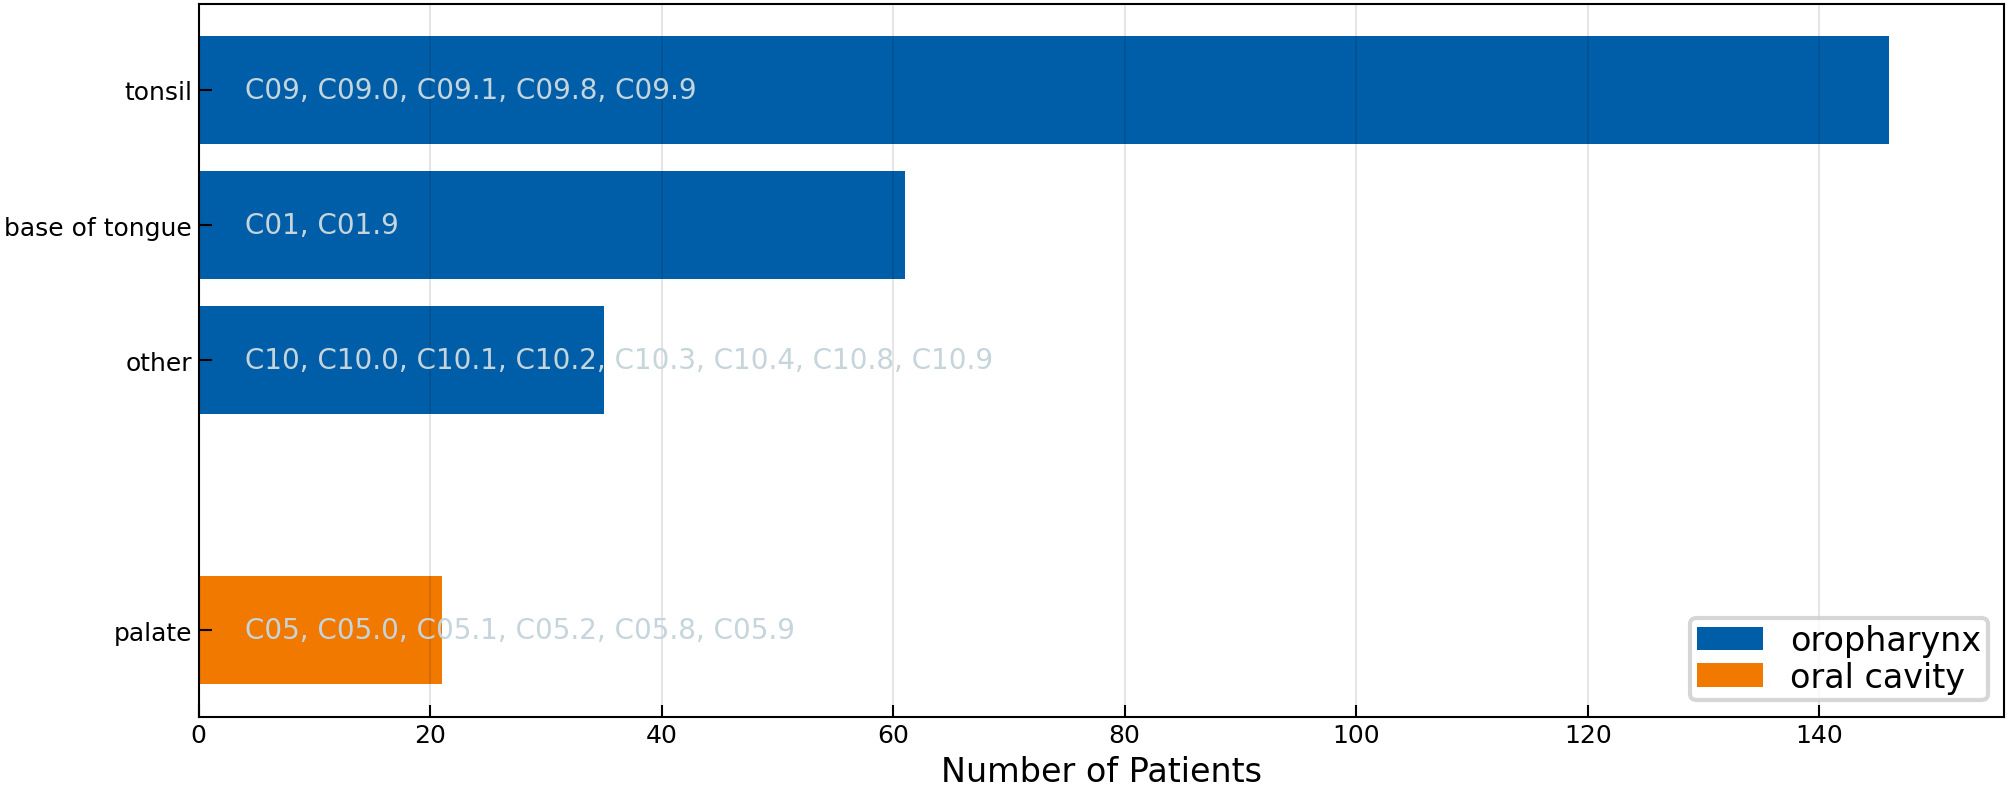 tonsil
C09, C09.0, C09.1, C09.8, C09.9
base of tongue
C01, C01.9
other
C10, C10.0, C10.1, C10.2, C10.3, C10.4, C10.8, C10.9
palate
C05, C05.0, C05.1, C05.2, C05.8, C05.9
oropharynx
oral cavity
0 20 40 60 80 100 120 140
Number of Patients